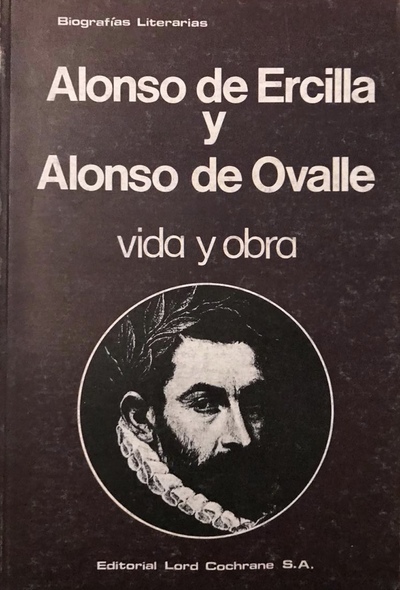 Biografías Literarias
Alonso de Ercilla
y
Alonso de Ovalle
vida y obra
Editorial Lord Cochrane S.A.